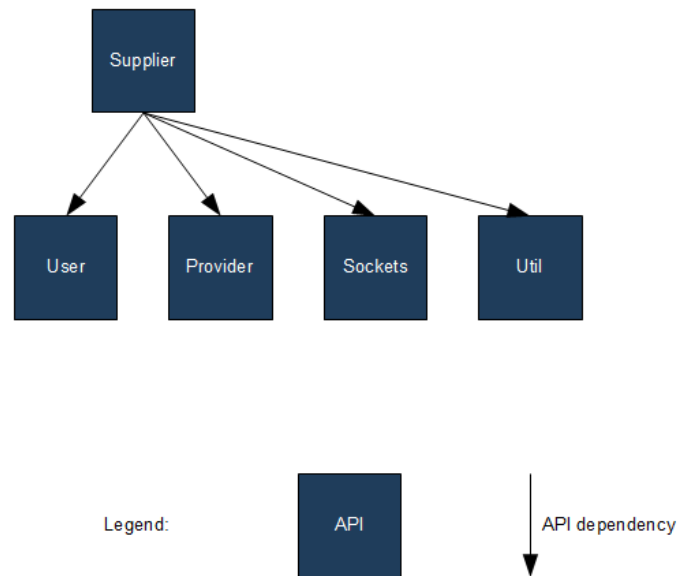 Supplier
User
Provider
Sockets
Util
Legend:
API
API dependency